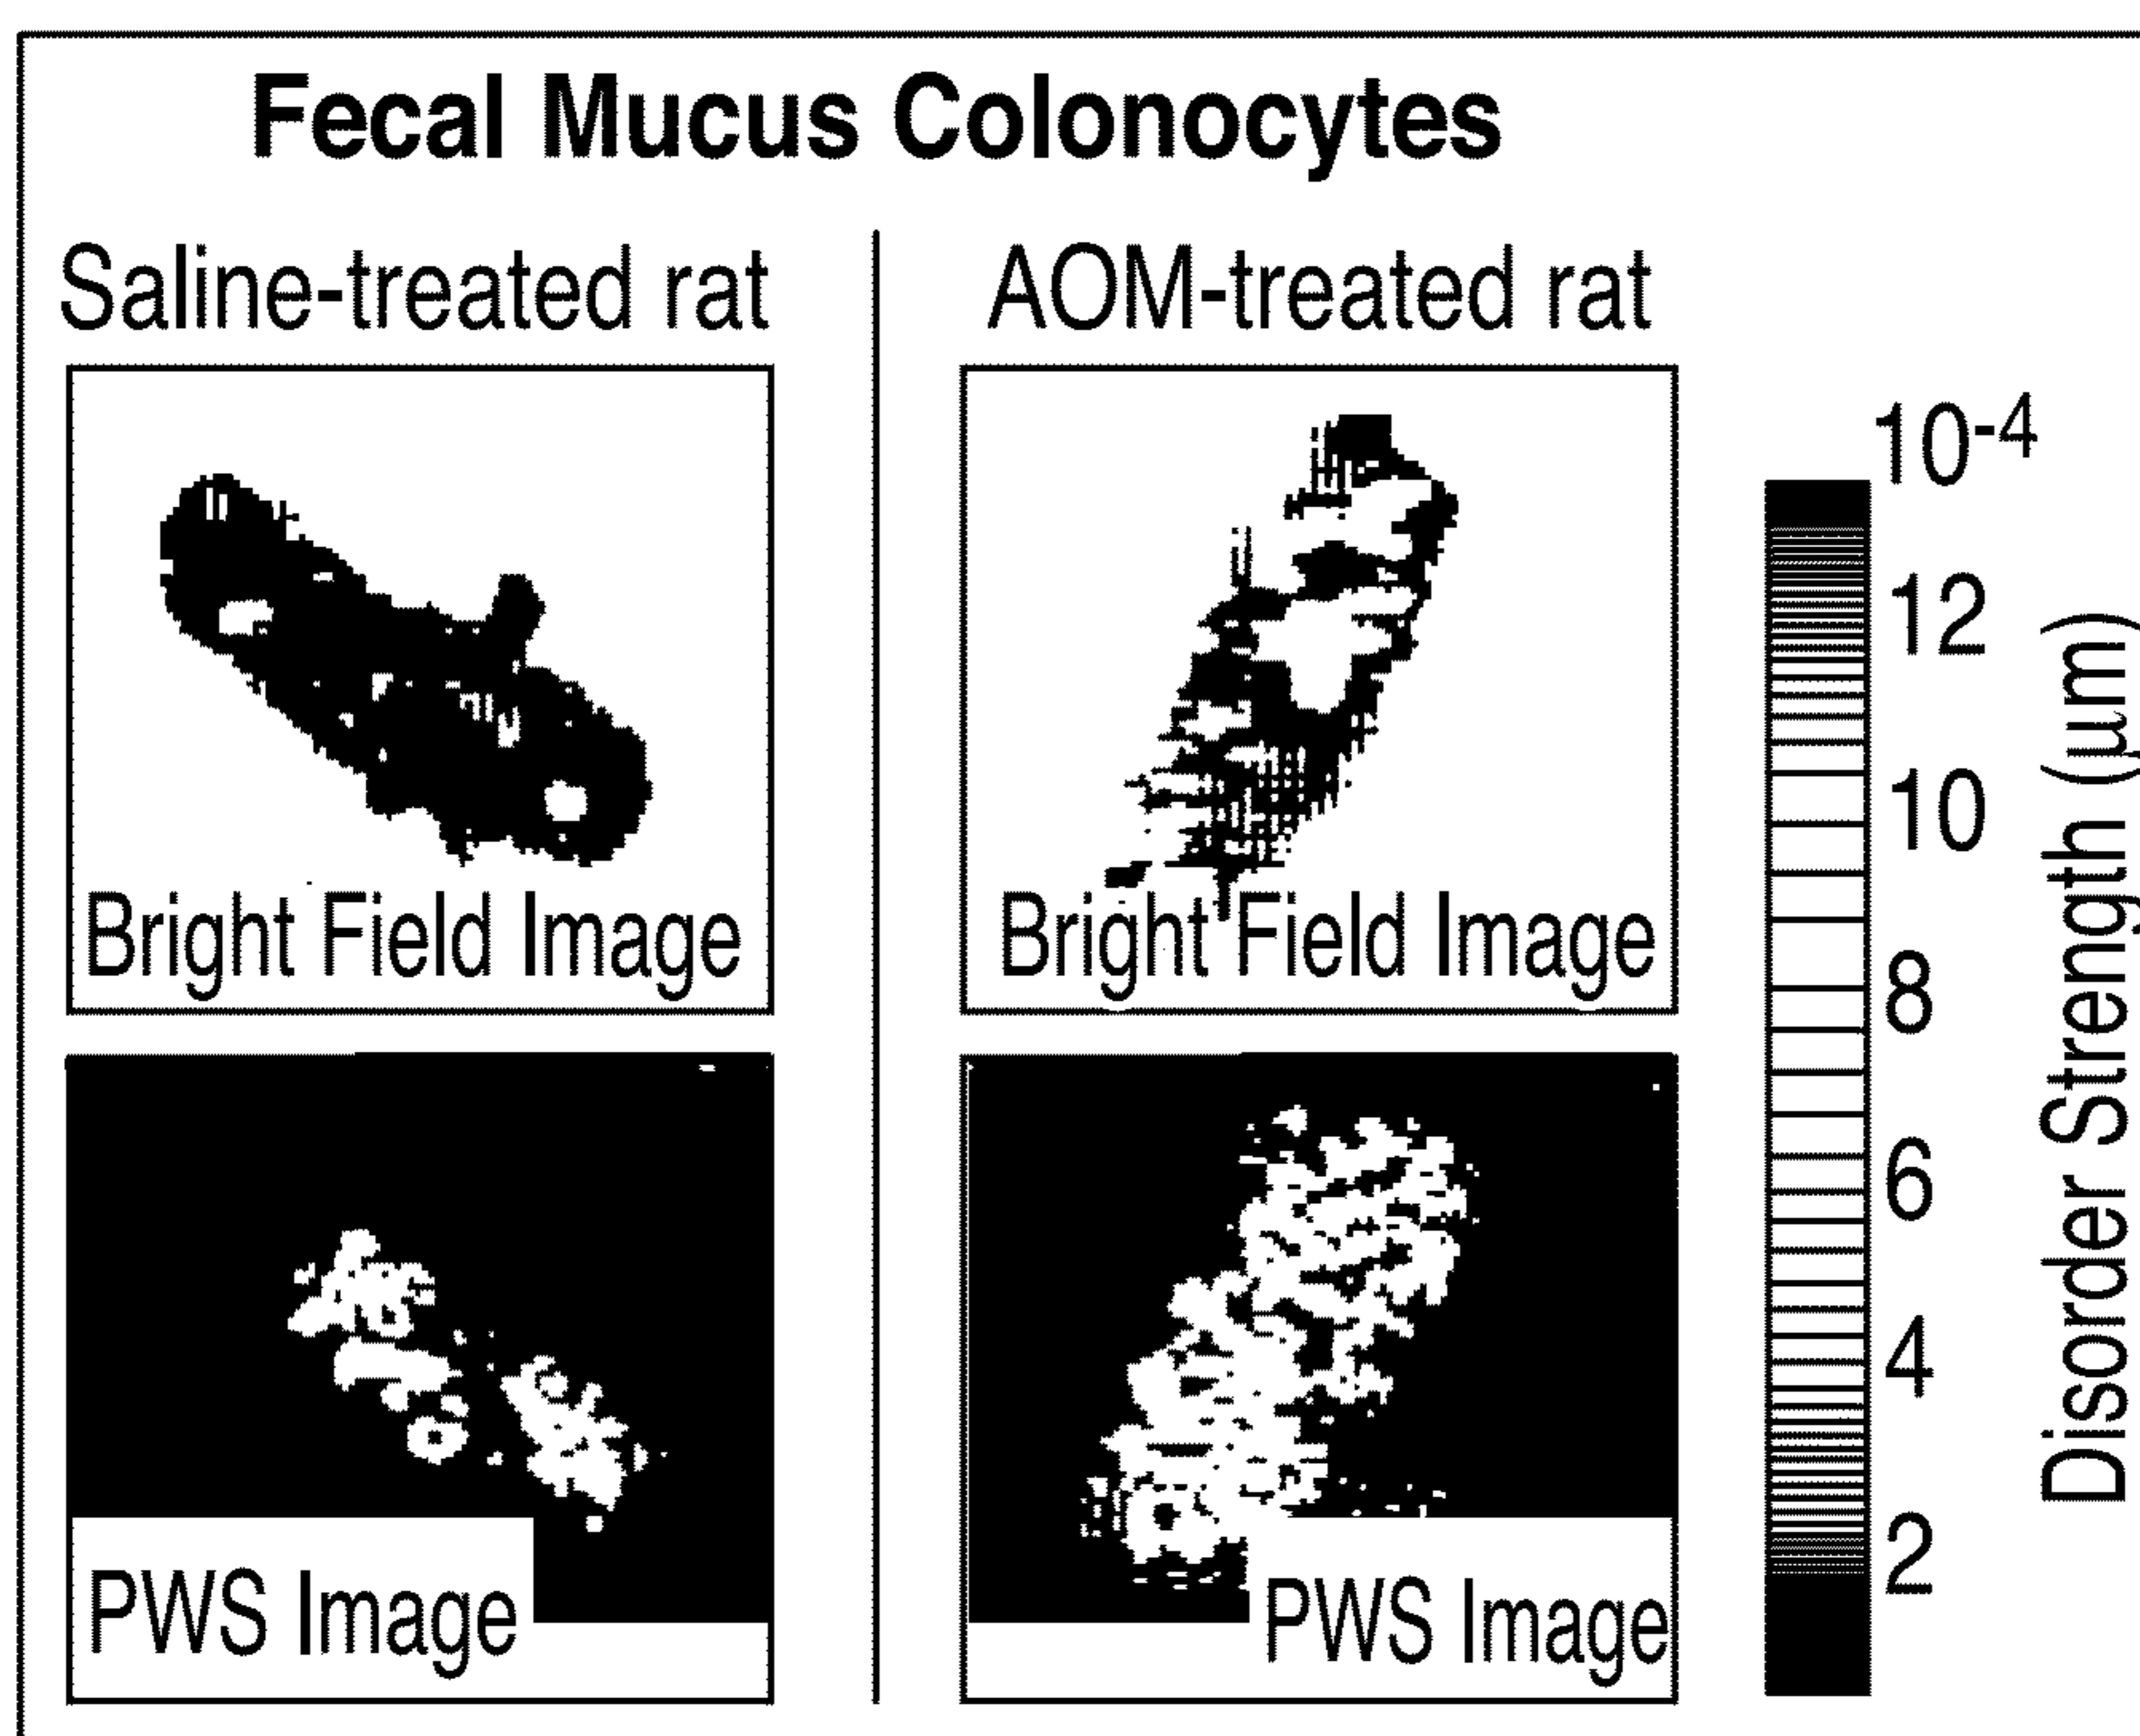 Fecal Mucus Colonocytes
Saline-treated rat
AOM-treated rat
Bright Field Image
Bright Field Image
PWS Image
PWS Image
10-4
12
10
8
6
4
2
Disorder Strength (µm)